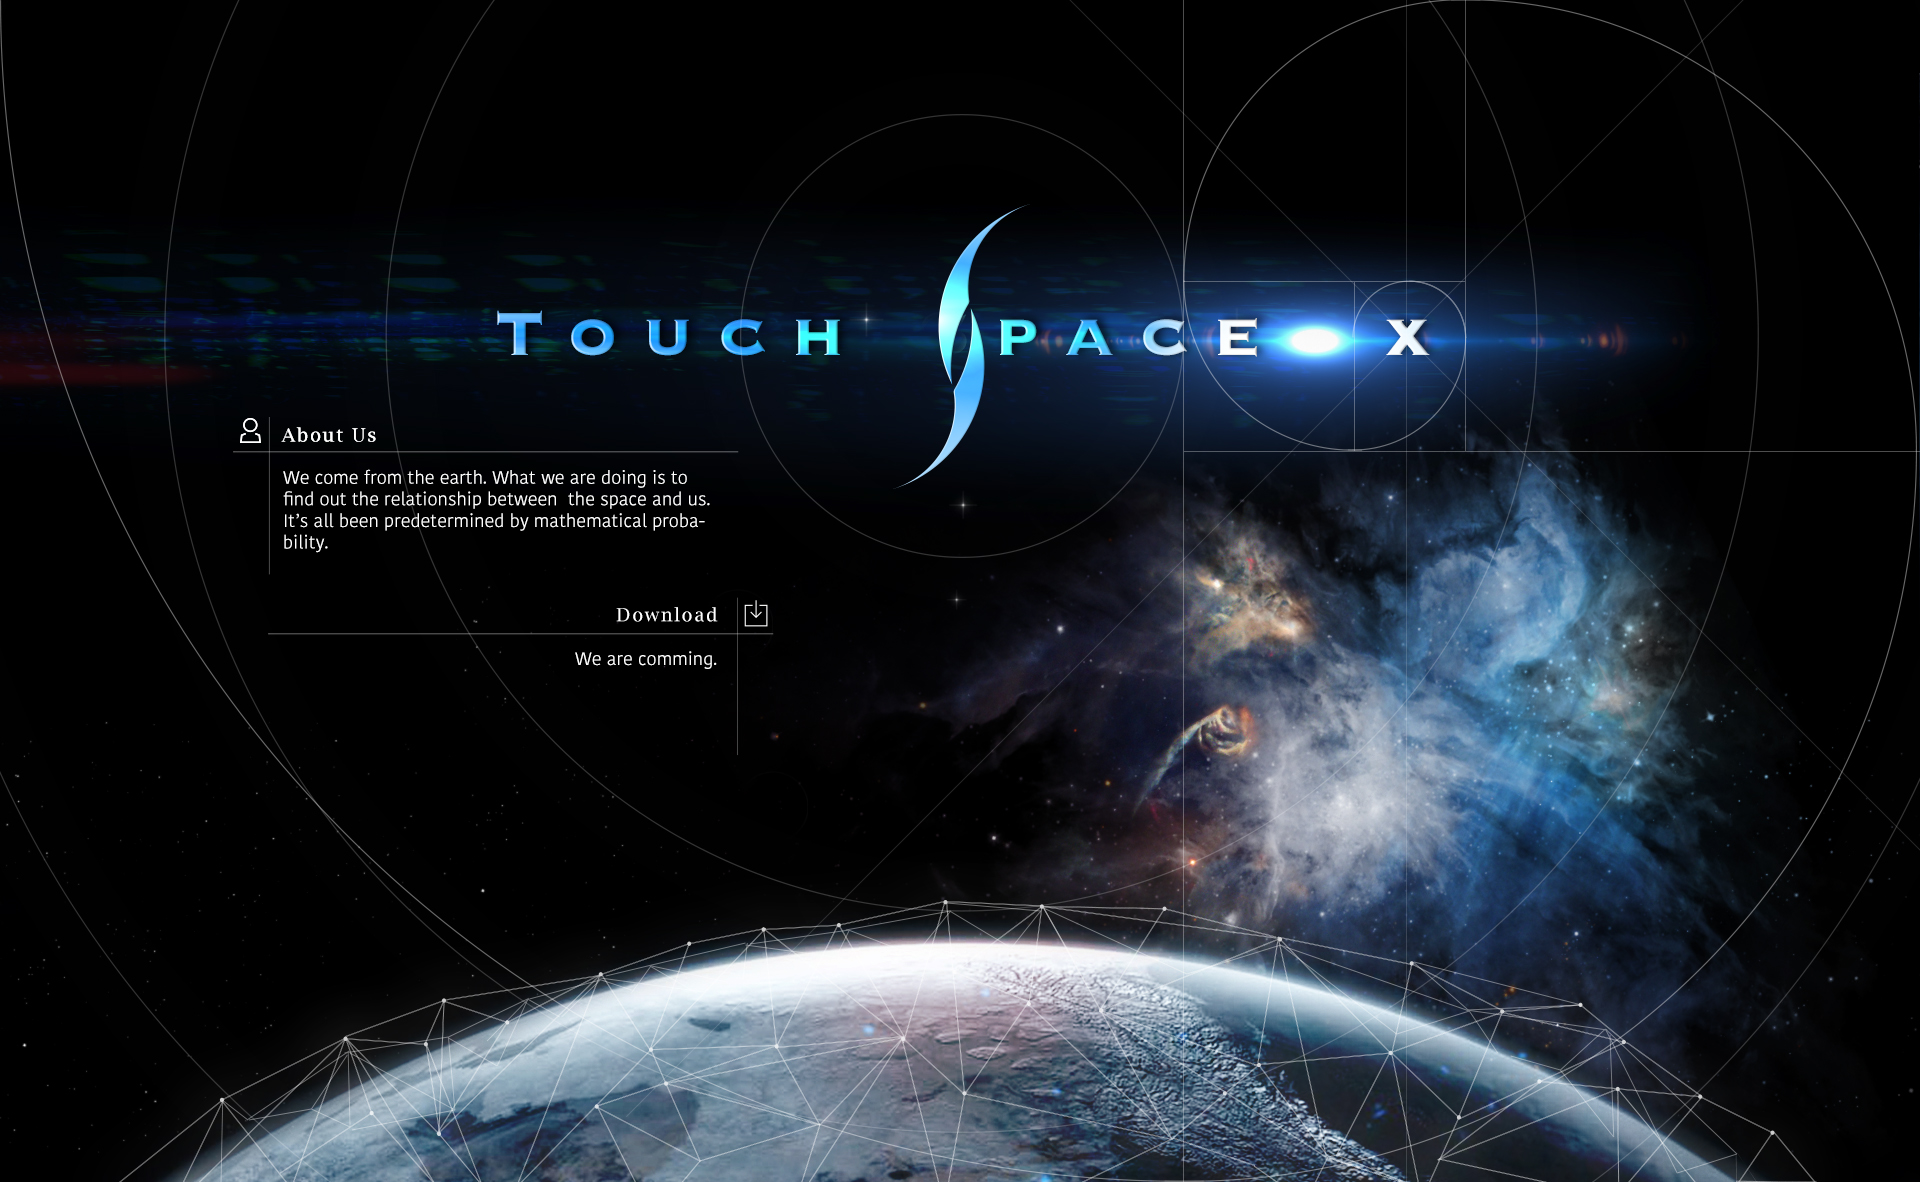 TOUCH SPACE X
About Us
We come from the earth. What we are doing is to
find out the relationship between  the space and us.
It’s all been predetermined by mathematical proba-
bility.
Download
We are comming.